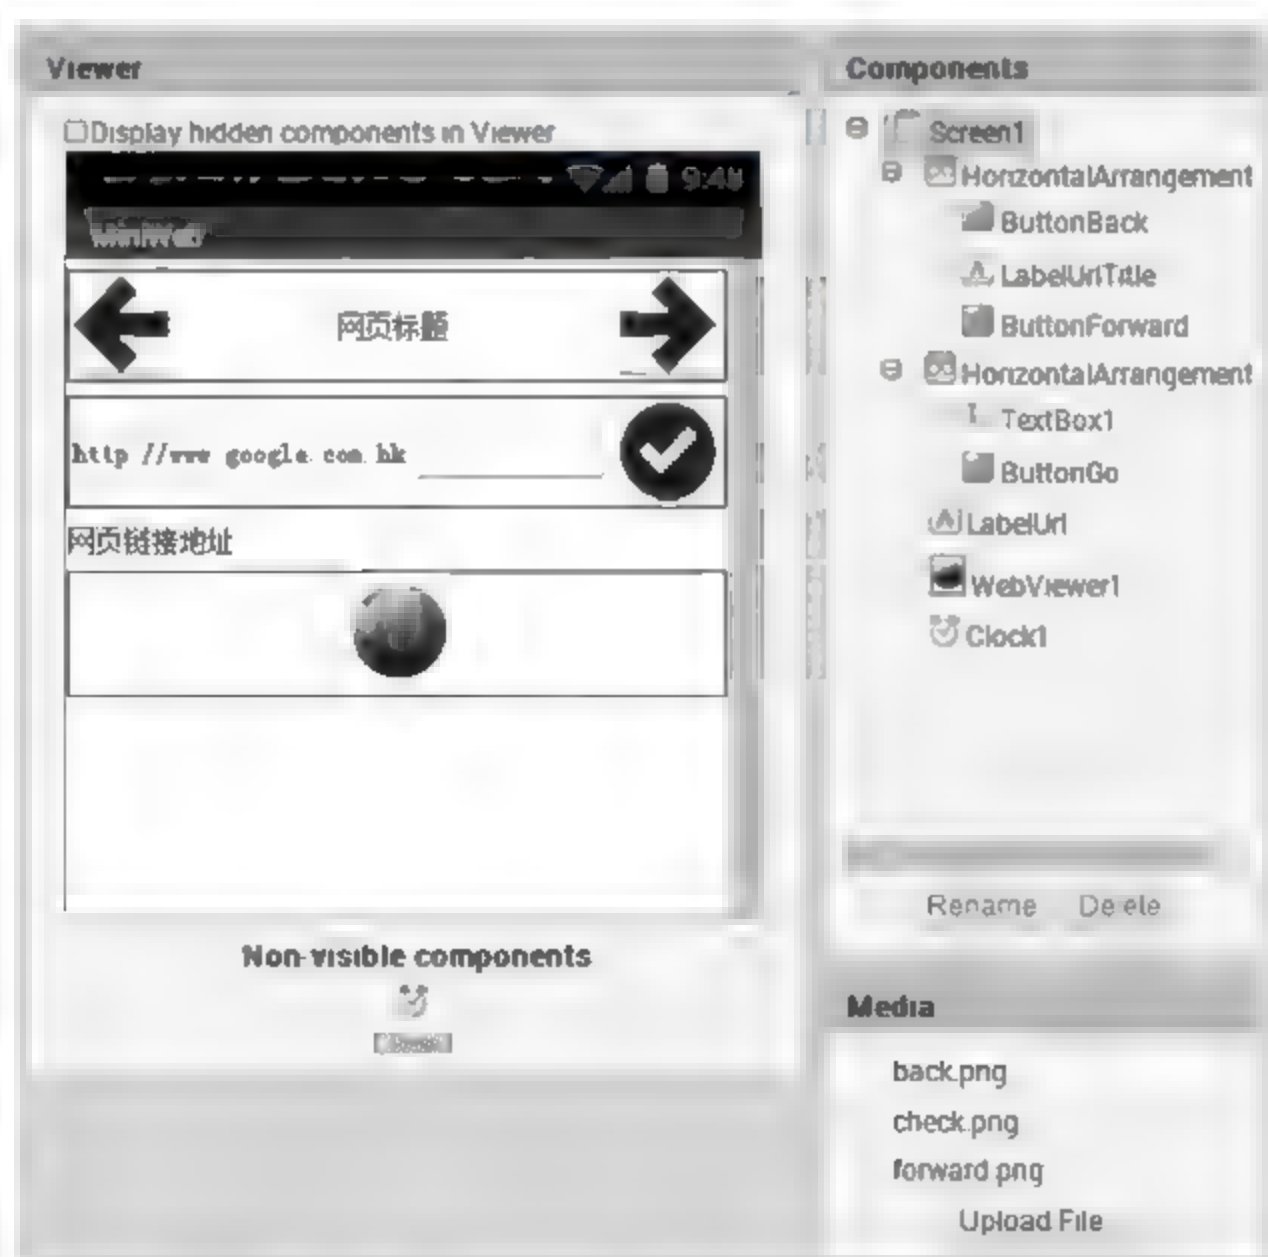 Viewer
Display hidden components in Viewer
9:48
MiniWeb
网页标题
http://www.google.com.hk
网页链接地址
Non-visible components
Components
Screen1
HorizontalArrangement
ButtonBack
LabelUrlTitle
ButtonForward
HorizontalArrangement
TextBox1
ButtonGo
LabelUrl
WebViewer1
Clock1
Rename Delete
Media
back.png
check.png
forward.png
Upload File